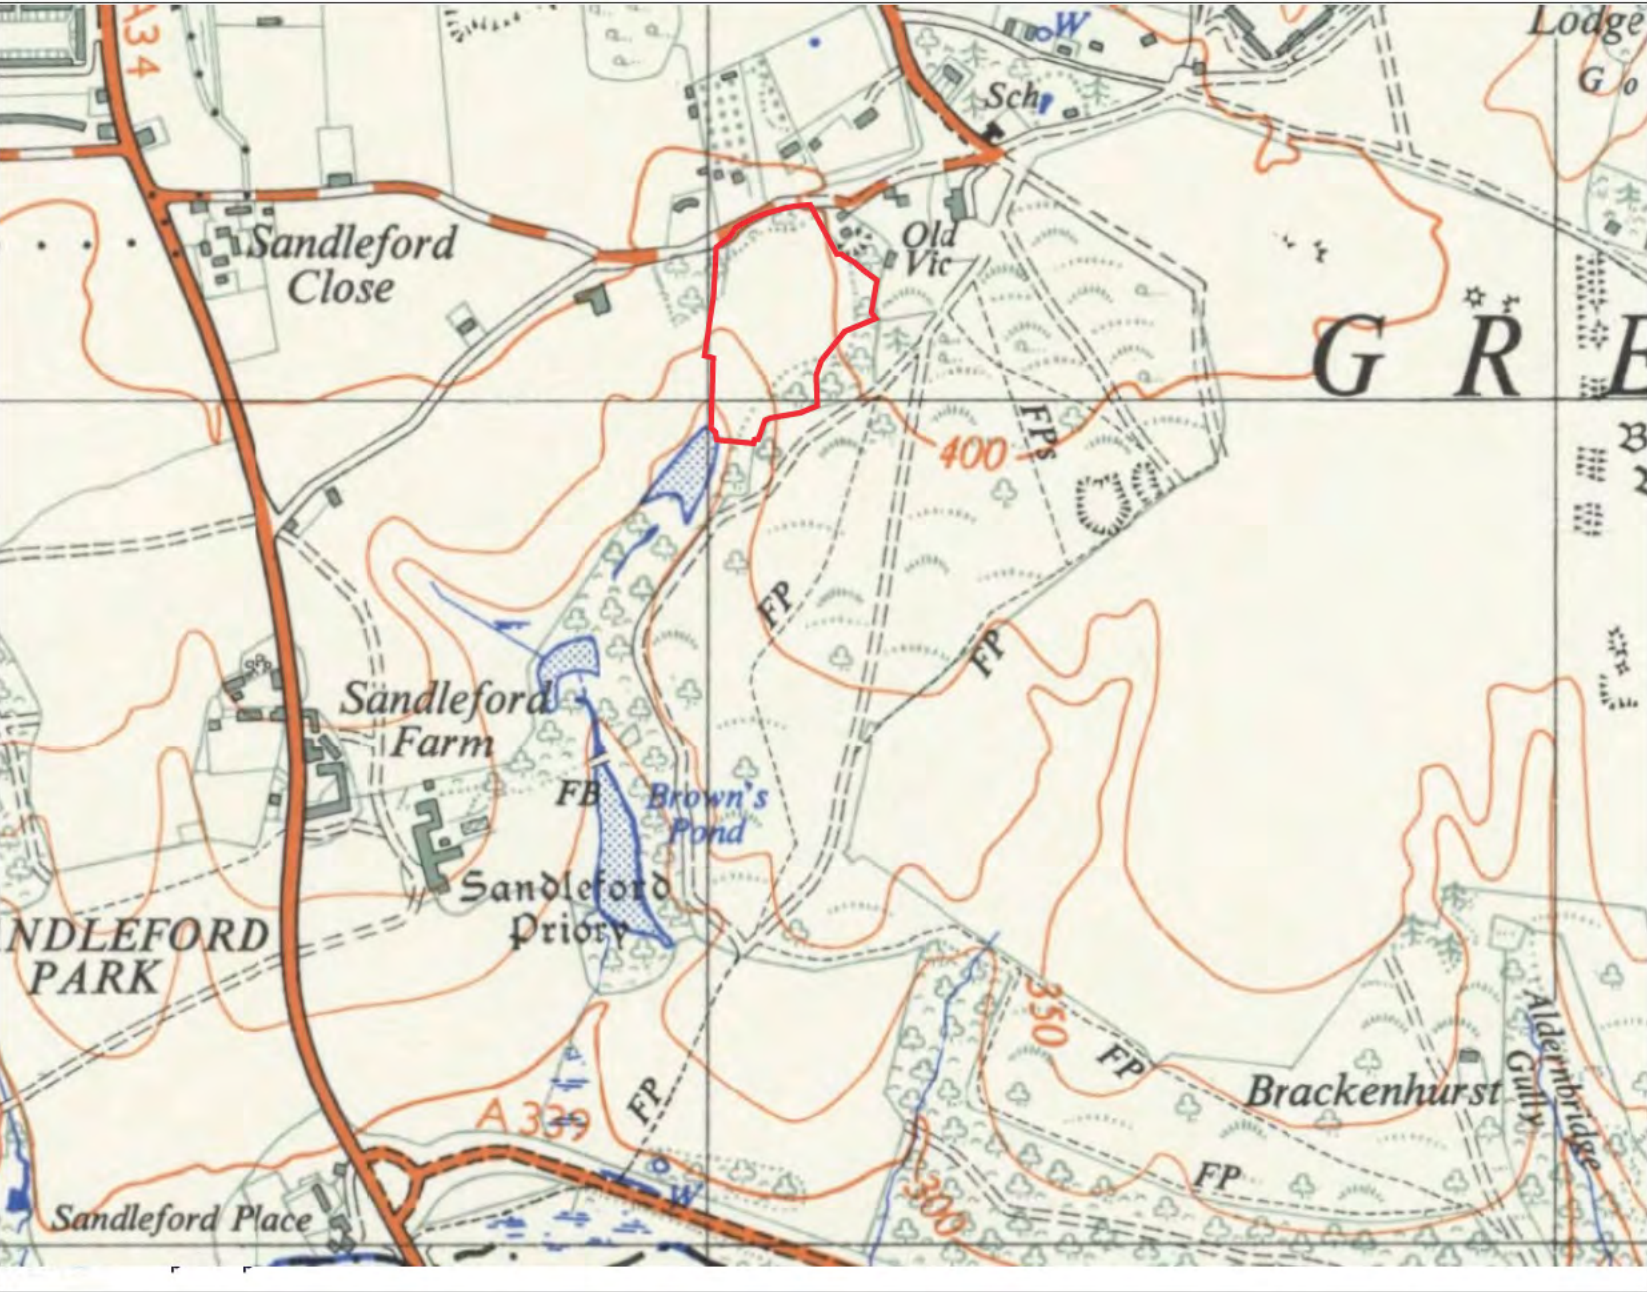 A34
W
Lodge
G o
Sch
Sandleford
Close
Old
Vic
G R E
FPs
400
B
FP
FP
Sandleford
Farm
FB
Brown's
Pond
Sandleford
Priory
NDLEFORD
PARK
350
FP
FP
Brackenhurst
Aldernbridge
Gully
A 339
FP
W
300
Sandleford Place